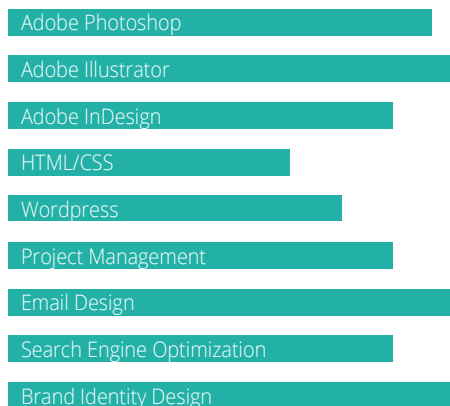 Adobe Photoshop
Adobe Illustrator
Adobe InDesign
HTML/CSS
Wordpress
Project Management
Email Design
Search Engine Optimization
Brand Identity Design